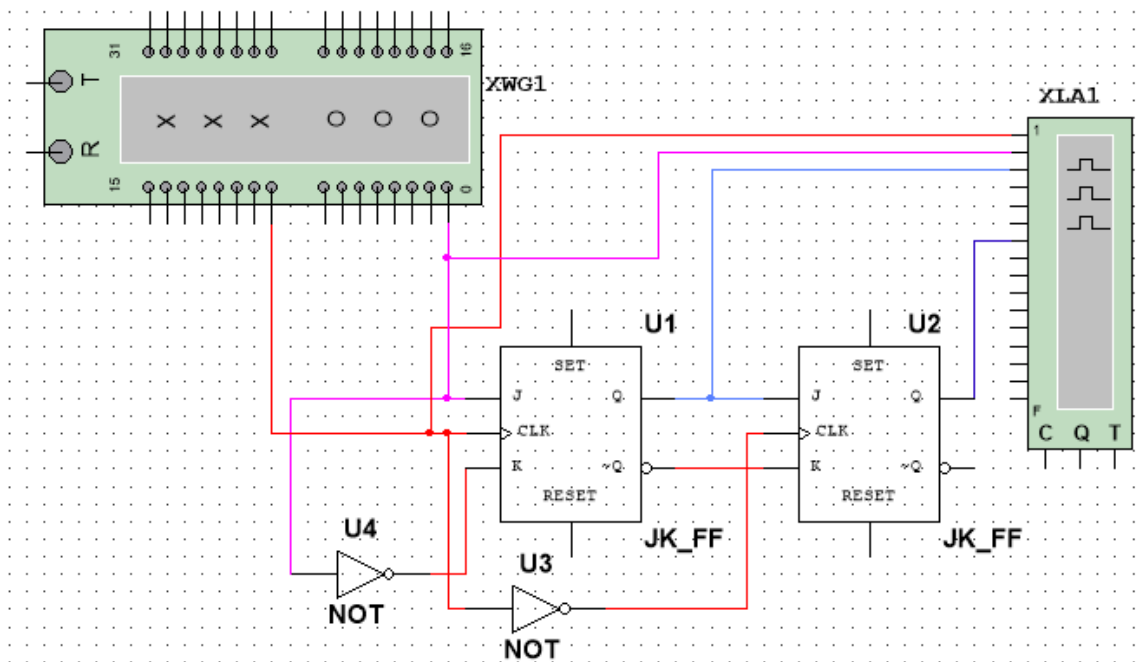 31
16
T
XWG1
X X X O O O
R
15
0
XLA1
1
F
C Q T
U1
SET
J Q
CLK
K ~Q
RESET
JK_FF
U2
SET
J Q
CLK
K ~Q
RESET
JK_FF
U4
NOT
U3
NOT